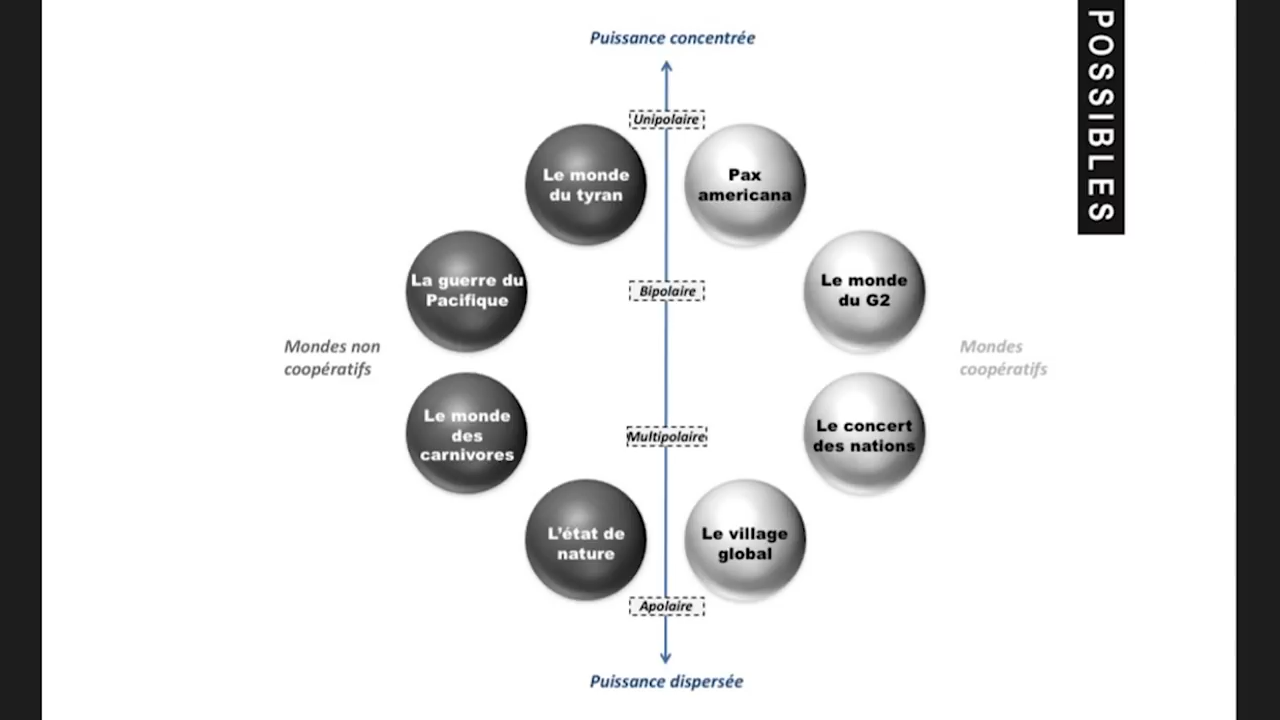 Puissance concentrée
POSSIBLES
Unipolaire
Le monde
du tyran
Pax
americana
La guerre du
Pacifique
Bipolaire
Le monde
du G2
Mondes non
coopératifs
Mondes
coopératifs
Le monde
des
carnivores
Multipolaire
Le concert
des nations
L'état de
nature
Le village
global
Apolaire
Puissance dispersée